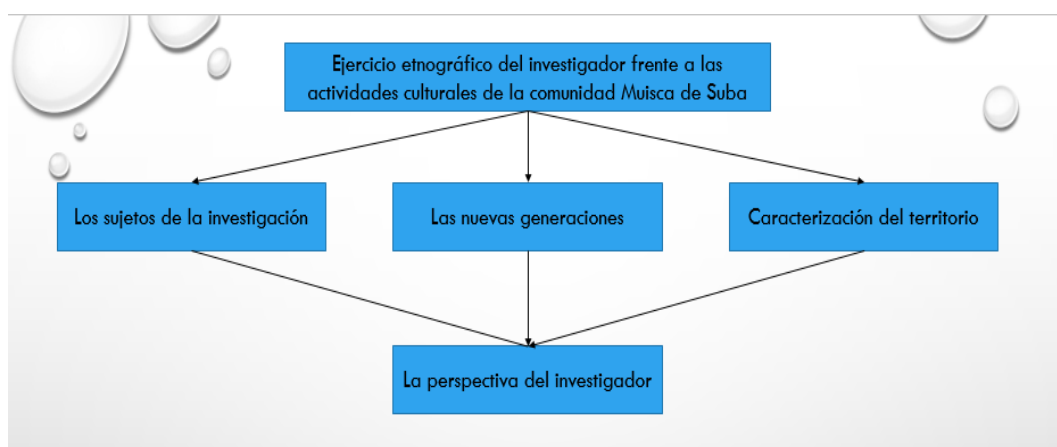 Ejercicio etnográfico del investigador frente a las
actividades culturales de la comunidad Muisca de Suba
Los sujetos de la investigación
Las nuevas generaciones
Caracterización del territorio
La perspectiva del investigador